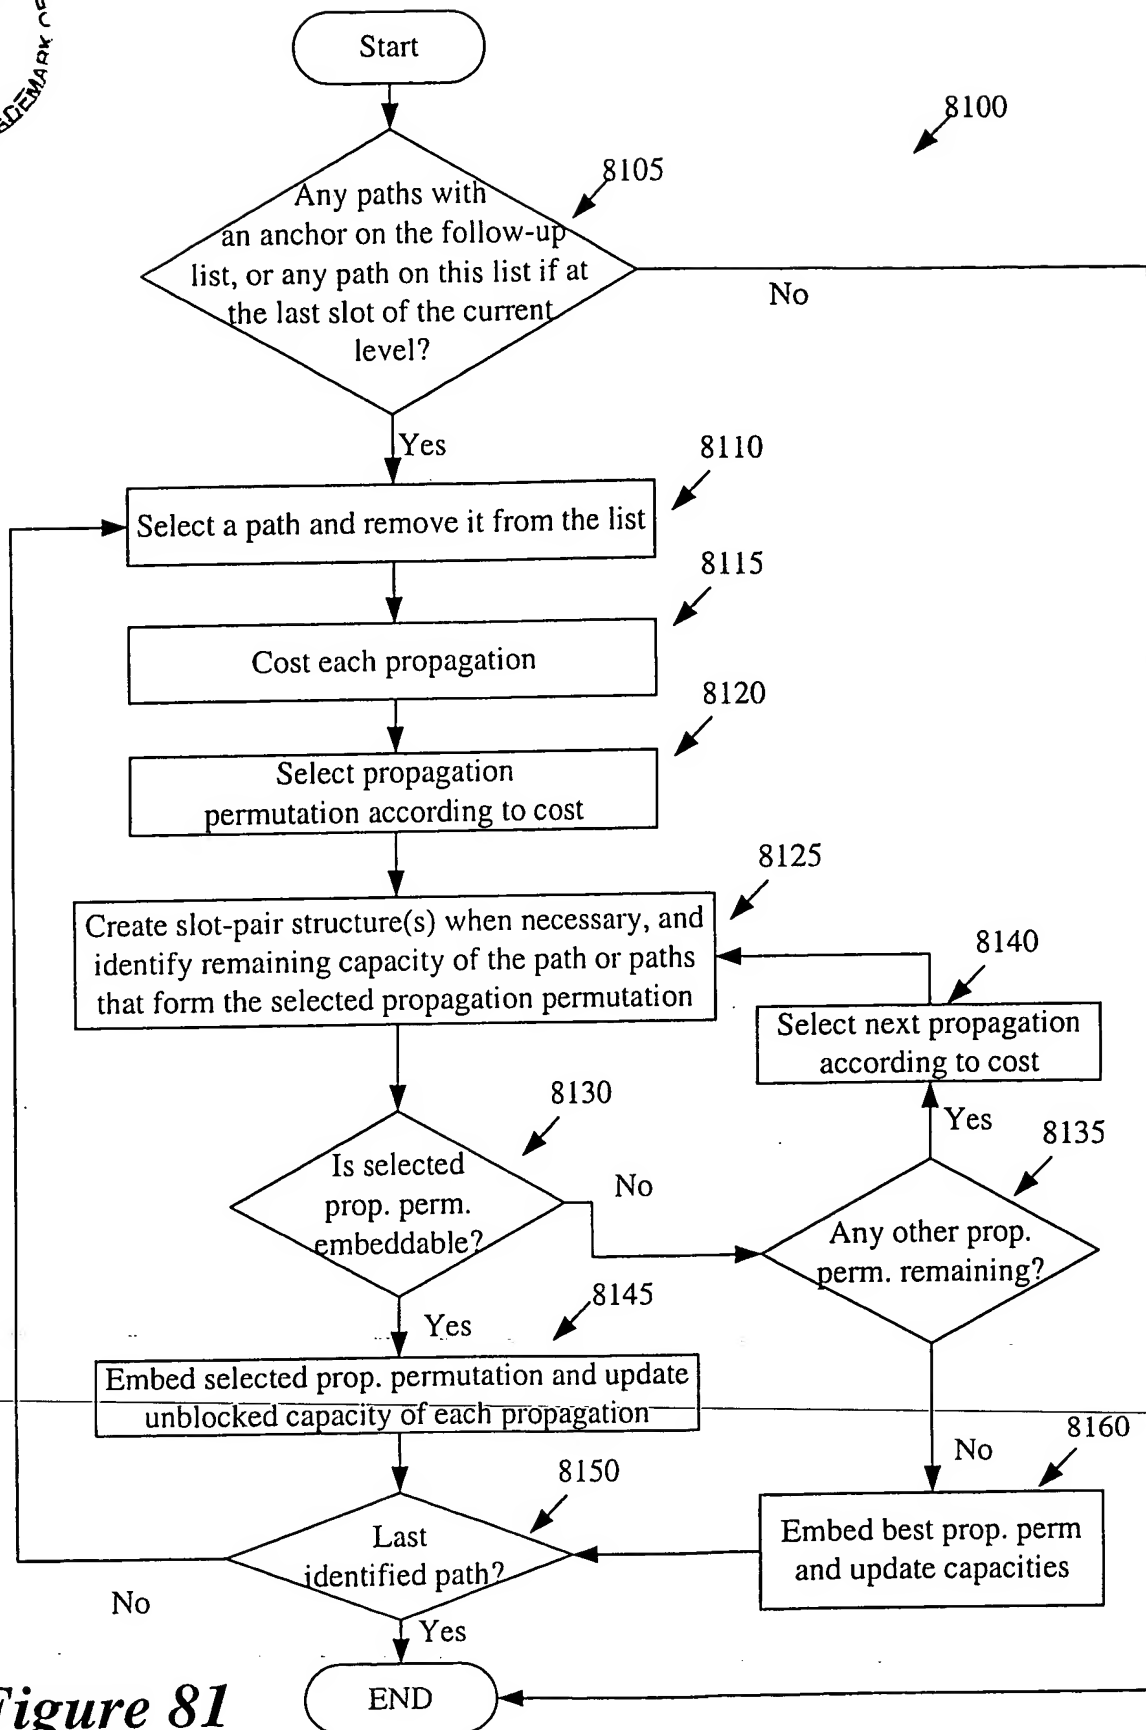 Start
8100
8105
Any paths with
an anchor on the follow-up
list, or any path on this list if at
the last slot of the current
level?
No
Yes
8110
Select a path and remove it from the list
8115
Cost each propagation
8120
Select propagation
permutation according to cost
8125
Create slot-pair structure(s) when necessary, and
identify remaining capacity of the path or paths
that form the selected propagation permutation
8140
Select next propagation
according to cost
8130
Is selected
prop. perm.
embeddable?
No
Yes
8135
Any other prop.
perm. remaining?
8145
Yes
Embed selected prop. permutation and update
unblocked capacity of each propagation
No
8160
8150
Last
identified path?
Embed best prop. perm
and update capacities
No
Yes
END
Figure 81